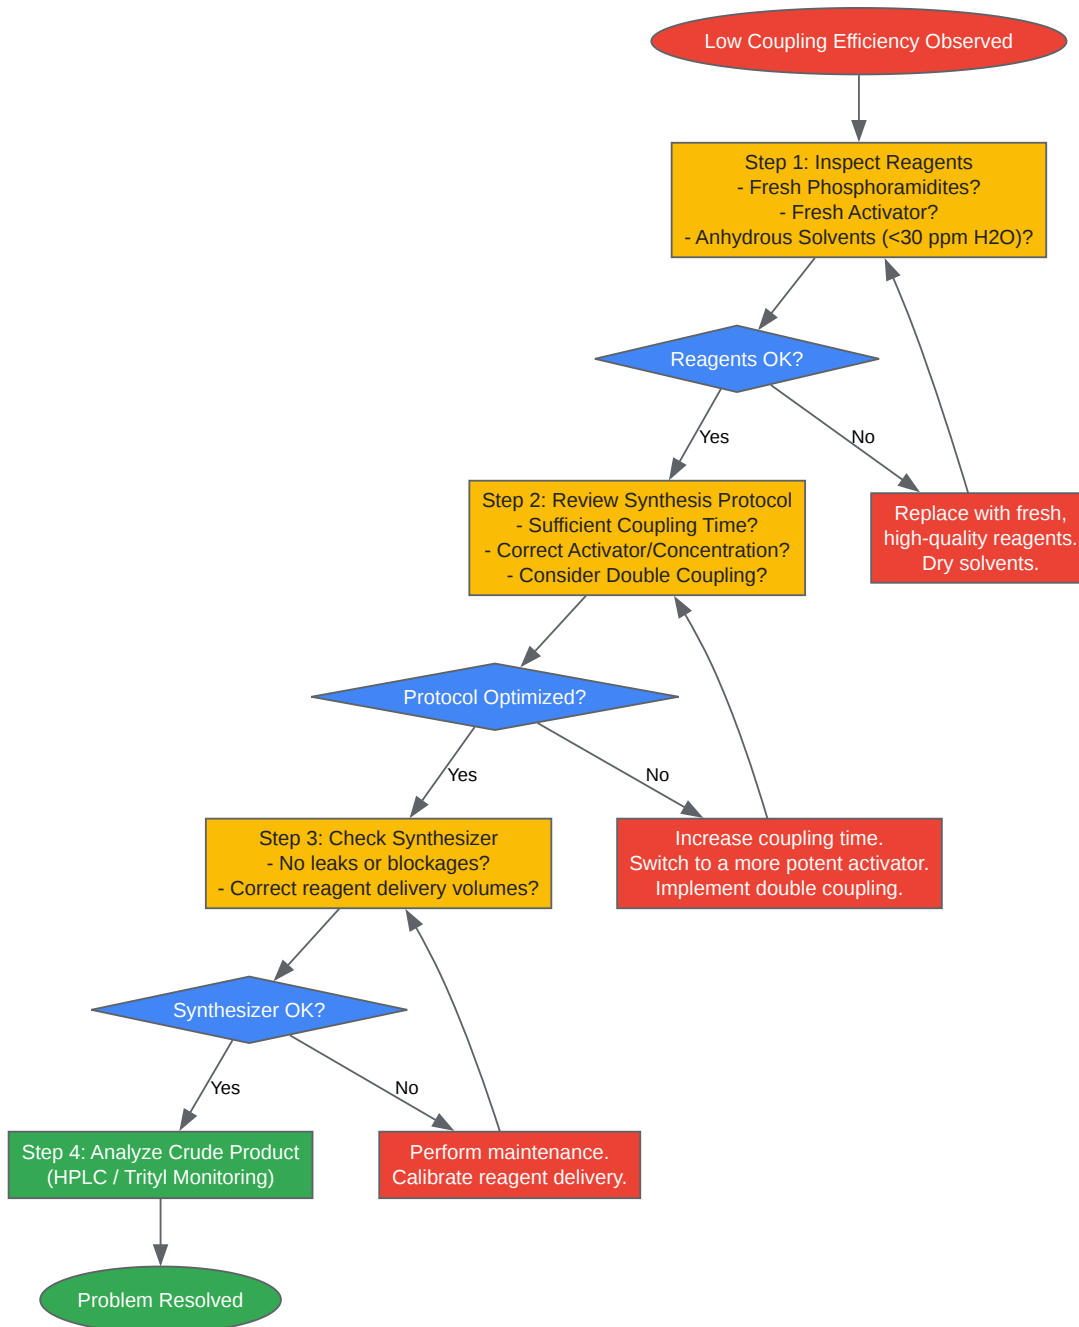 Low Coupling Efficiency Observed
Step 1: Inspect Reagents
- Fresh Phosphoramidites?
- Fresh Activator?
- Anhydrous Solvents (<30 ppm H2O)?
Reagents OK?
Yes
No
Step 2: Review Synthesis Protocol
- Sufficient Coupling Time?
- Correct Activator/Concentration?
- Consider Double Coupling?
Replace with fresh,
high-quality reagents.
Dry solvents.
Protocol Optimized?
Yes
No
Step 3: Check Synthesizer
- No leaks or blockages?
- Correct reagent delivery volumes?
Increase coupling time.
Switch to a more potent activator.
Implement double coupling.
Synthesizer OK?
Yes
No
Step 4: Analyze Crude Product
(HPLC / Trityl Monitoring)
Perform maintenance.
Calibrate reagent delivery.
Problem Resolved